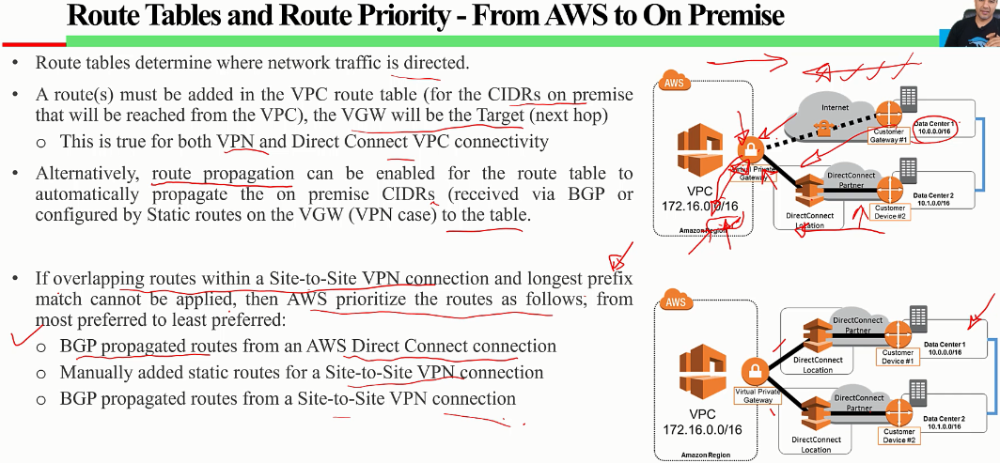 Route Tables and Route Priority - From AWS to On Premise
• Route tables determine where network traffic is directed.
• A route(s) must be added in the VPC route table (for the CIDRs on premise
that will be reached from the VPC), the VGW will be the Target (next hop)
o This is true for both VPN and Direct Connect VPC connectivity
• Alternatively, route propagation can be enabled for the route table to
automatically propagate the on premise CIDRs (received via BGP or
configured by Static routes on the VGW (VPN case) to the table.
• If overlapping routes within a Site-to-Site VPN connection and longest prefix
match cannot be applied, then AWS prioritize the routes as follows, from
most preferred to least preferred:
o BGP propagated routes from an AWS Direct Connect connection
o Manually added static routes for a Site-to-Site VPN connection
o BGP propagated routes from a Site-to-Site VPN connection
AWS
Internet
Data Center 1
10.0.0.0/16
Customer
Gateway #1
Virtual Private
Gateway
DirectConnect
Partner
VPC
172.16.0.0/16
Data Center 2
10.1.0.0/16
Customer
Device #2
DirectConnect
Location
Amazon Region
AWS
DirectConnect
Partner
Data Center 1
10.0.0.0/16
Customer
Device #1
DirectConnect
Location
Virtual Private
Gateway
DirectConnect
Partner
VPC
172.16.0.0/16
Data Center 2
10.1.0.0/16
Customer
Device #2
DirectConnect
Location
Amazon Region